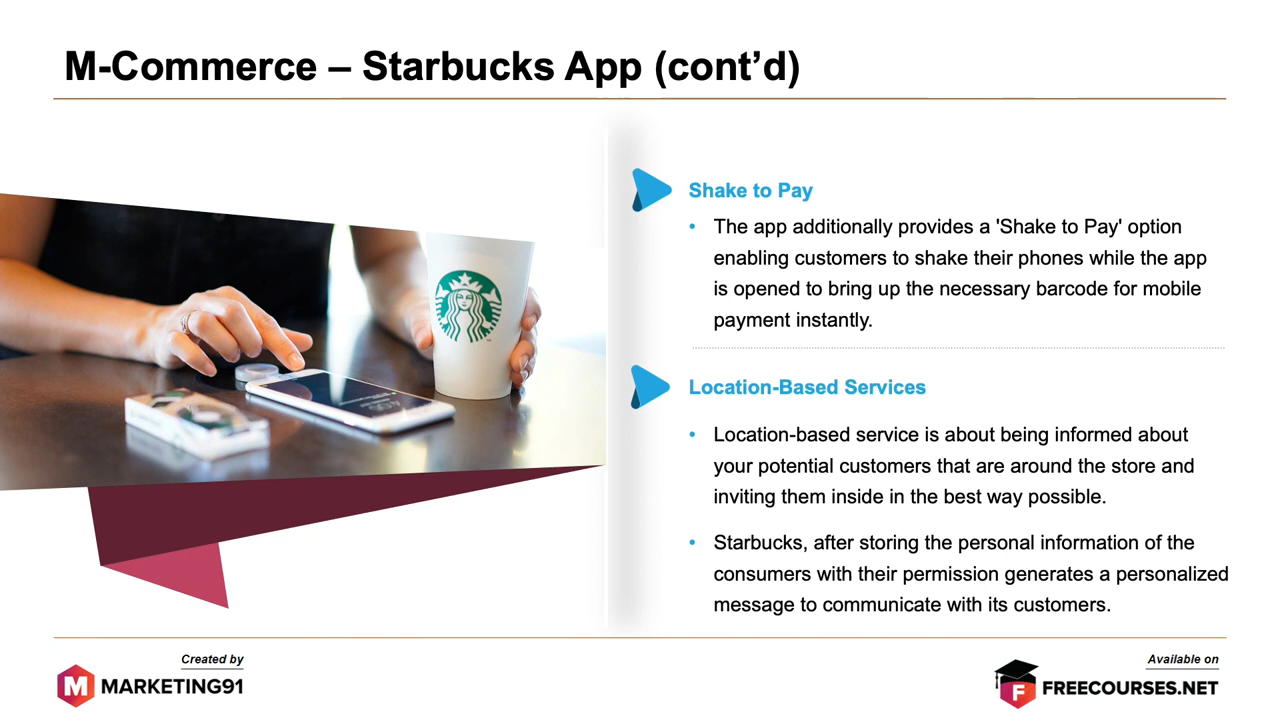 M-Commerce – Starbucks App (cont’d)
Shake to Pay
• The app additionally provides a 'Shake to Pay' option
enabling customers to shake their phones while the app
is opened to bring up the necessary barcode for mobile
payment instantly.
Location-Based Services
• Location-based service is about being informed about
your potential customers that are around the store and
inviting them inside in the best way possible.
• Starbucks, after storing the personal information of the
consumers with their permission generates a personalized
message to communicate with its customers.
Created by
M MARKETING91
Available on
F FREECOURSES.NET